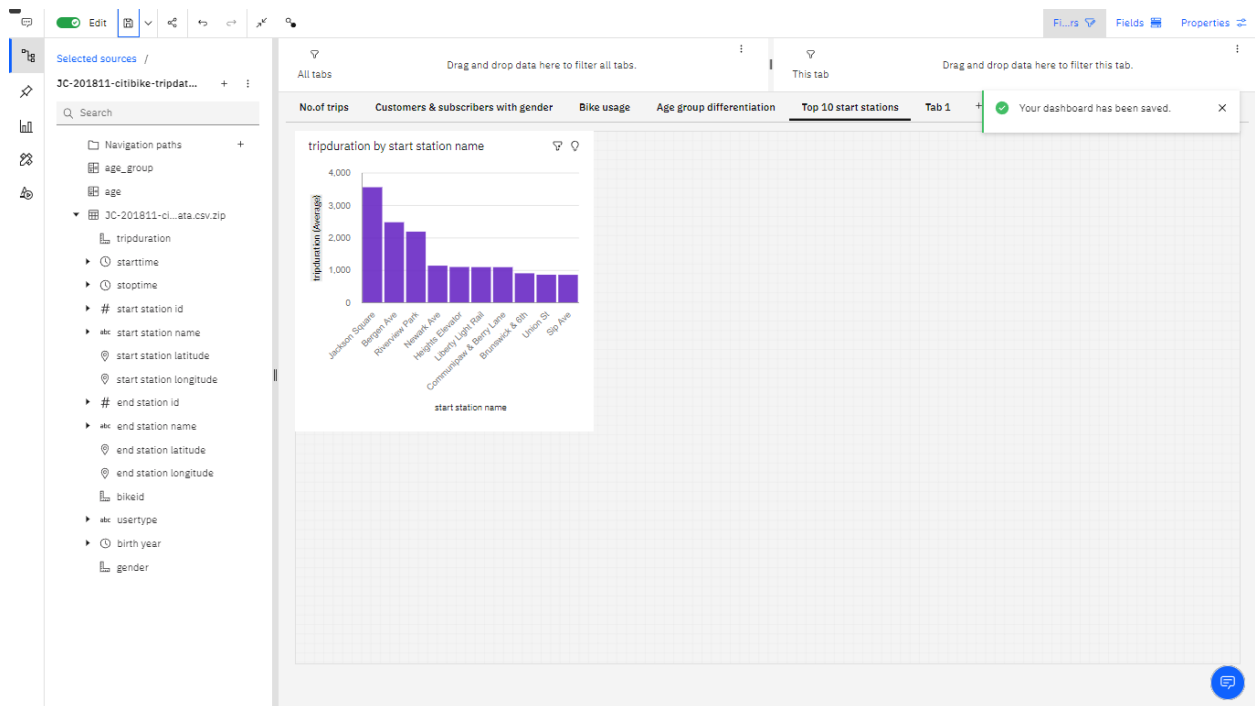 Edit
Fi...rs
Fields
Properties
Selected sources /
JC-201811-citibike-tripdat...
Search
Navigation paths
age_group
age
JC-201811-ci...ata.csv.zip
tripduration
starttime
stoptime
# start station id
abc start station name
start station latitude
start station longitude
# end station id
abc end station name
end station latitude
end station longitude
bikeid
abc usertype
birth year
gender
All tabs
Drag and drop data here to filter all tabs.
This tab
Drag and drop data here to filter this tab.
No.of trips
Customers & subscribers with gender
Bike usage
Age group differentiation
Top 10 start stations
Tab 1
Your dashboard has been saved.
tripduration by start station name
tripduration (Average)
4,000
3,000
2,000
1,000
0
Jackson Square
Bergen Ave
Riverview Park
Newark Ave
Heights Elevator
Liberty Light Rail
Communipaw & Berry Lane
Brunswick & 6th
Union St
Sip Ave
start station name